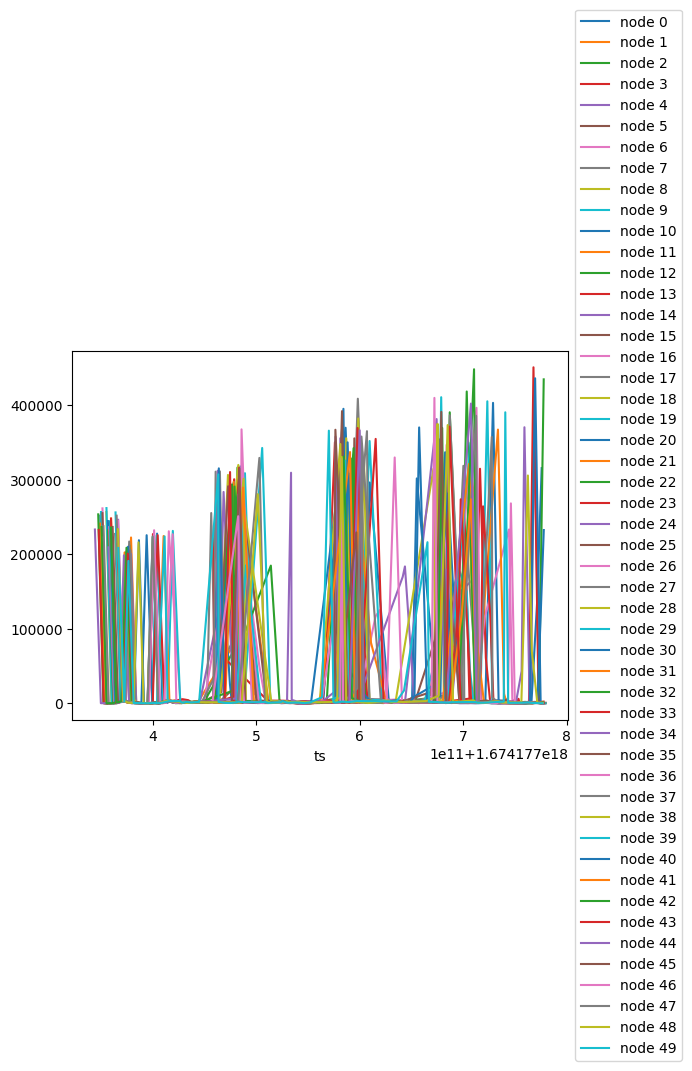 400000
300000
200000
100000
0
4 5 6 7 8
ts
1e11+1.674177e18
node 0
node 1
node 2
node 3
node 4
node 5
node 6
node 7
node 8
node 9
node 10
node 11
node 12
node 13
node 14
node 15
node 16
node 17
node 18
node 19
node 20
node 21
node 22
node 23
node 24
node 25
node 26
node 27
node 28
node 29
node 30
node 31
node 32
node 33
node 34
node 35
node 36
node 37
node 38
node 39
node 40
node 41
node 42
node 43
node 44
node 45
node 46
node 47
node 48
node 49